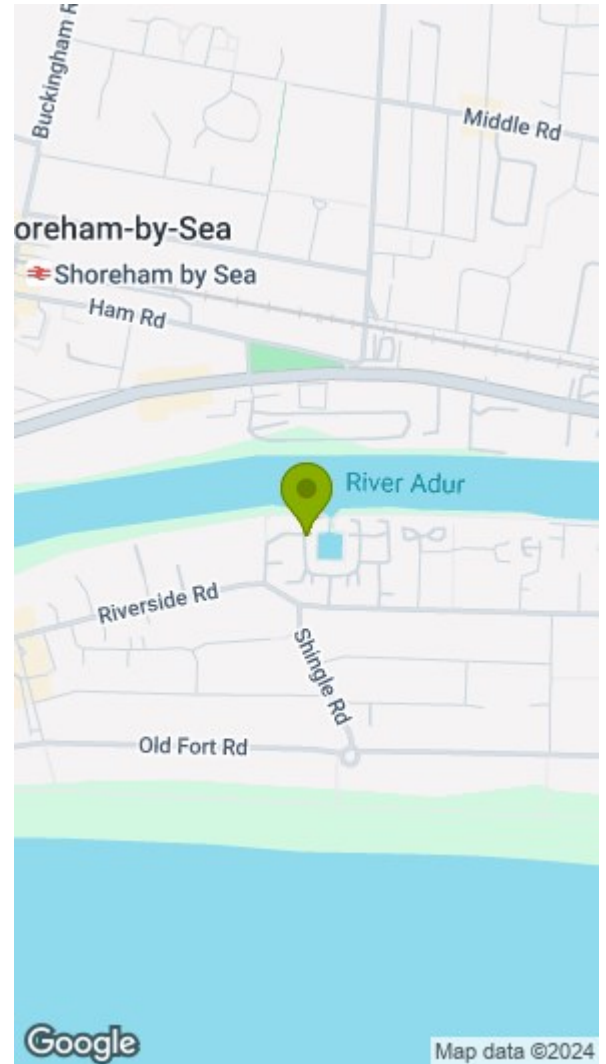 Buckingham R
Middle Rd
oreham-by-Sea
Shoreham by Sea
Ham Rd
River Adur
Riverside Rd
Shingle Rd
Old Fort Rd
Google
Map data ©2024